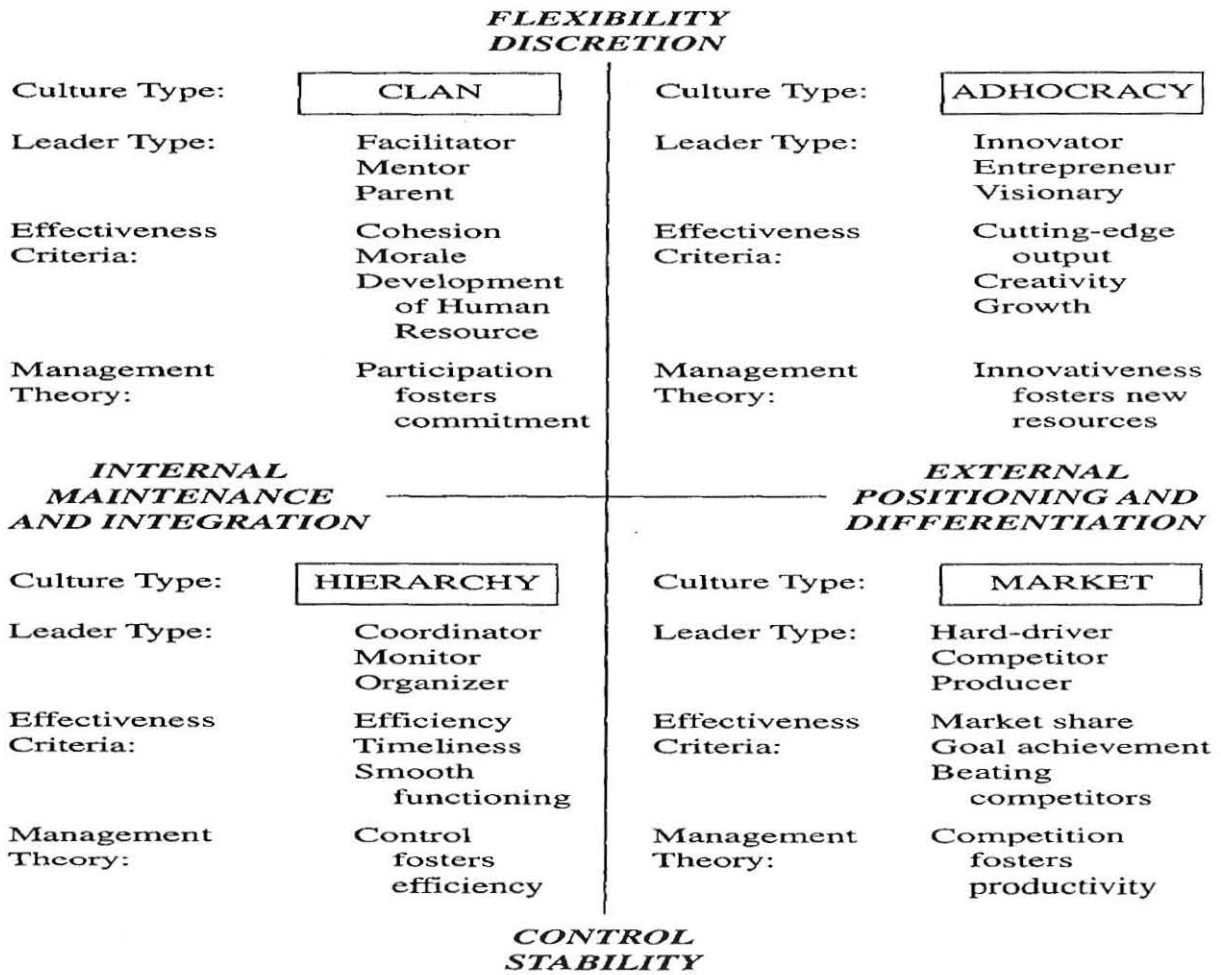 FLEXIBILITY
DISCRETION
Culture Type: CLAN
Leader Type: Facilitator
Mentor
Parent
Effectiveness Cohesion
Criteria: Morale
Development
of Human
Resource
Management Participation
Theory: fosters
commitment
Culture Type: ADHOCRACY
Leader Type: Innovator
Entrepreneur
Visionary
Effectiveness Cutting-edge
Criteria: output
Creativity
Growth
Management Innovativeness
Theory: fosters new
resources
INTERNAL
MAINTENANCE
AND INTEGRATION
EXTERNAL
POSITIONING AND
DIFFERENTIATION
Culture Type: HIERARCHY
Leader Type: Coordinator
Monitor
Organizer
Effectiveness Efficiency
Criteria: Timeliness
Smooth
functioning
Management Control
Theory: fosters
efficiency
Culture Type: MARKET
Leader Type: Hard-driver
Competitor
Producer
Effectiveness Market share
Criteria: Goal achievement
Beating
competitors
Management Competition
Theory: fosters
productivity
CONTROL
STABILITY